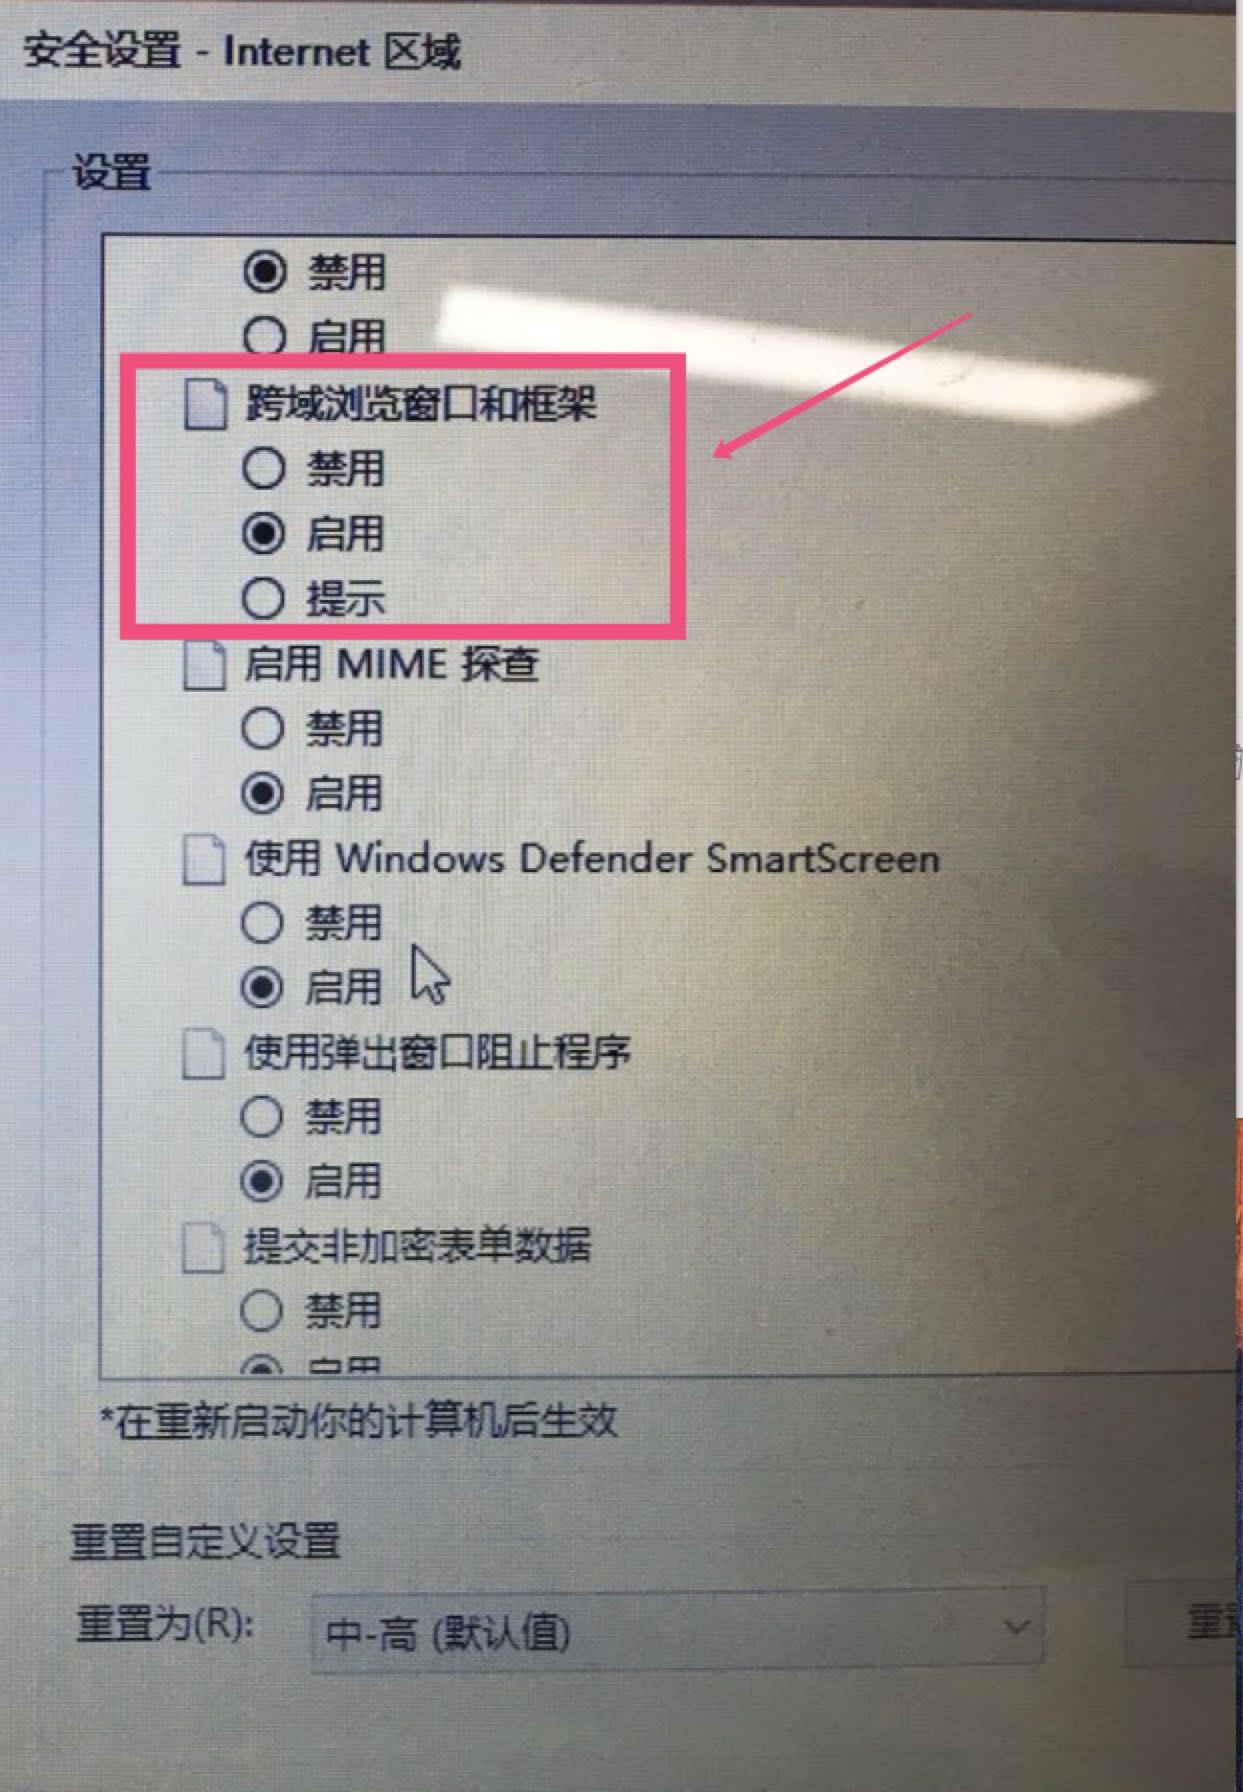 安全设置 - Internet 区域
设置
禁用
启用
跨域浏览窗口和框架
禁用
启用
提示
启用 MIME 探查
禁用
启用
使用 Windows Defender SmartScreen
禁用
启用
使用弹出窗口阻止程序
禁用
启用
提交非加密表单数据
禁用
启用
*在重新启动你的计算机后生效
重置自定义设置
重置为(R):
中-高 (默认值)